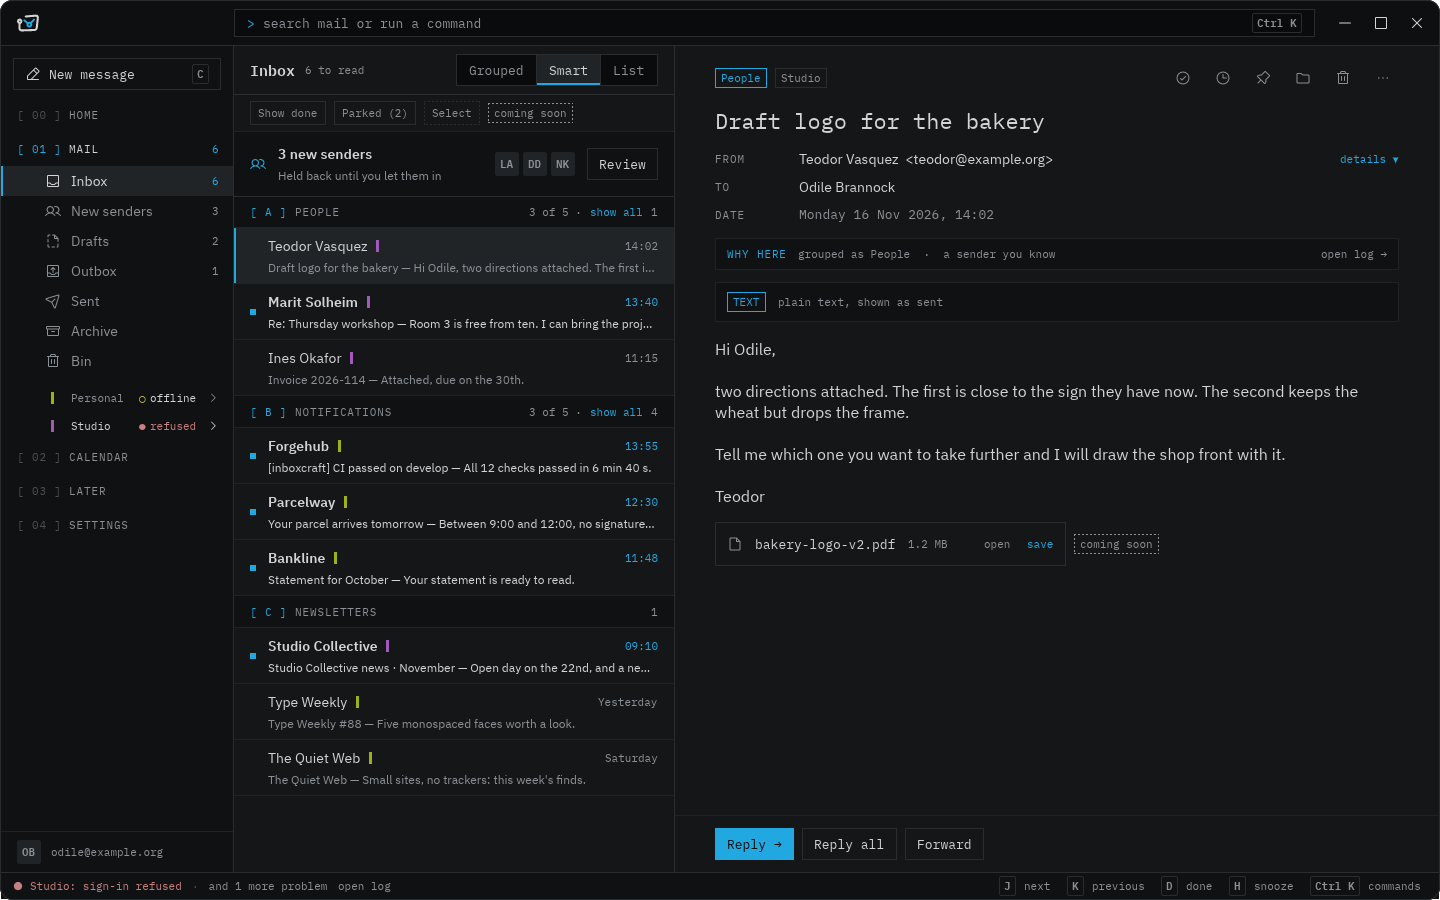 > search mail or run a command Ctrl K
New message C
[ 00 ] HOME
[ 01 ] MAIL 6
Inbox 6
New senders 3
Drafts 2
Outbox 1
Sent
Archive
Bin
Personal offline
Studio refused
[ 02 ] CALENDAR
[ 03 ] LATER
[ 04 ] SETTINGS
OB odile@example.org
Inbox 6 to read Grouped Smart List
Show done Parked (2) Select coming soon
3 new senders
Held back until you let them in
LA DD NK Review
[ A ] PEOPLE 3 of 5 · show all 1
Teodor Vasquez 14:02
Draft logo for the bakery — Hi Odile, two directions attached. The first i…
Marit Solheim 13:40
Re: Thursday workshop — Room 3 is free from ten. I can bring the proj…
Ines Okafor 11:15
Invoice 2026-114 — Attached, due on the 30th.
[ B ] NOTIFICATIONS 3 of 5 · show all 4
Forgehub 13:55
[inboxcraft] CI passed on develop — All 12 checks passed in 6 min 40 s.
Parcelway 12:30
Your parcel arrives tomorrow — Between 9:00 and 12:00, no signature…
Bankline 11:48
Statement for October — Your statement is ready to read.
[ C ] NEWSLETTERS 1
Studio Collective 09:10
Studio Collective news · November — Open day on the 22nd, and a ne…
Type Weekly Yesterday
Type Weekly #88 — Five monospaced faces worth a look.
The Quiet Web Saturday
The Quiet Web — Small sites, no trackers: this week's finds.
People Studio
Draft logo for the bakery
FROM Teodor Vasquez <teodor@example.org> details ▾
TO Odile Brannock
DATE Monday 16 Nov 2026, 14:02
WHY HERE grouped as People · a sender you know open log →
TEXT plain text, shown as sent
Hi Odile,
two directions attached. The first is close to the sign they have now. The second keeps the
wheat but drops the frame.
Tell me which one you want to take further and I will draw the shop front with it.
Teodor
bakery-logo-v2.pdf 1.2 MB open save coming soon
Reply → Reply all Forward
Studio: sign-in refused · and 1 more problem open log
J next K previous D done H snooze Ctrl K commands